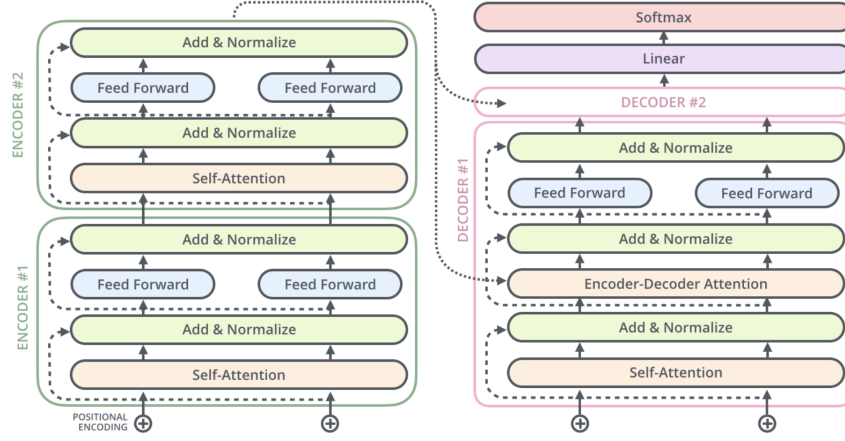 ENCODER #2
Add & Normalize
Feed Forward
Feed Forward
Add & Normalize
Self-Attention
ENCODER #1
Add & Normalize
Feed Forward
Feed Forward
Add & Normalize
Self-Attention
POSITIONAL
ENCODING
Softmax
Linear
DECODER #2
DECODER #1
Add & Normalize
Feed Forward
Feed Forward
Add & Normalize
Encoder-Decoder Attention
Add & Normalize
Self-Attention